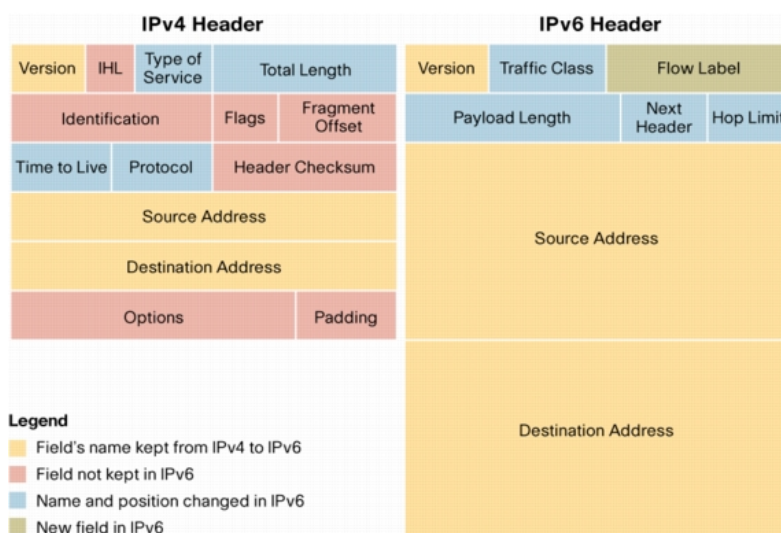 IPv4 Header
IPv6 Header
Version
IHL
Type of
Service
Total Length
Identification
Flags
Fragment
Offset
Time to Live
Protocol
Header Checksum
Source Address
Destination Address
Options
Padding
Version
Traffic Class
Flow Label
Payload Length
Next
Header
Hop Limit
Source Address
Destination Address
Legend
Field's name kept from IPv4 to IPv6
Field not kept in IPv6
Name and position changed in IPv6
New field in IPv6